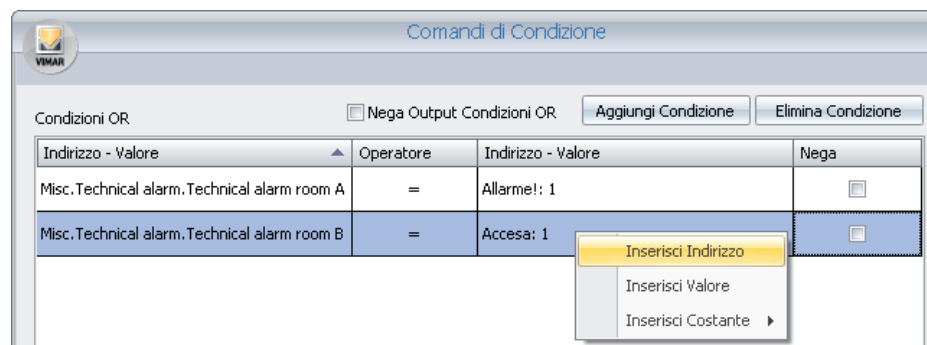 Comandi di Condizione
VIMAR
Condizioni OR
Nega Output Condizioni OR
Aggiungi Condizione
Elimina Condizione
Indirizzo - Valore Operatore Indirizzo - Valore Nega
Misc.Technical alarm.Technical alarm room A = Allarme!: 1
Misc.Technical alarm.Technical alarm room B = Accesa: 1
Inserisci Indirizzo
Inserisci Valore
Inserisci Costante